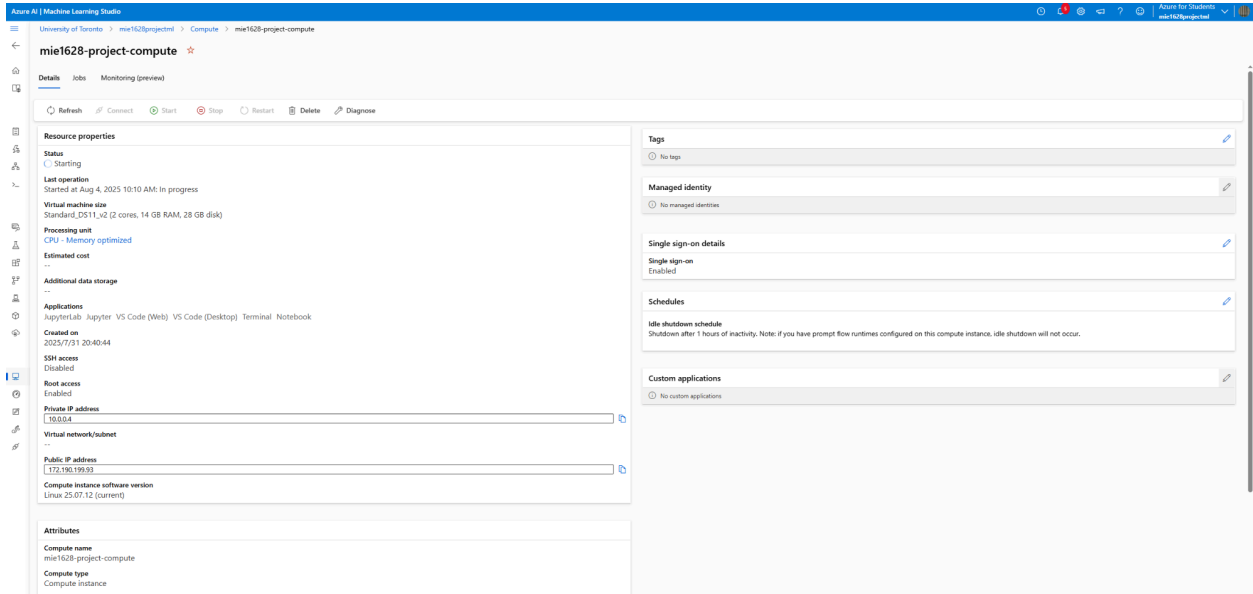 Azure AI | Machine Learning Studio
Azure for Students
mie1628projectml
University of Toronto > mie1628projectml > Compute > mie1628-project-compute
mie1628-project-compute
Details Jobs Monitoring (preview)
Refresh Connect Start Stop Restart Delete Diagnose
Resource properties
Status
Starting
Last operation
Started at Aug 4, 2025 10:10 AM: In progress
Virtual machine size
Standard_DS11_v2 (2 cores, 14 GB RAM, 28 GB disk)
Processing unit
CPU - Memory optimized
Estimated cost
--
Additional data storage
--
Applications
JupyterLab Jupyter VS Code (Web) VS Code (Desktop) Terminal Notebook
Created on
2025/7/31 20:40:44
SSH access
Disabled
Root access
Enabled
Private IP address
10.0.0.4
Virtual network/subnet
--
Public IP address
172.190.199.93
Compute instance software version
Linux 25.07.12 (current)
Attributes
Compute name
mie1628-project-compute
Compute type
Compute instance
Tags
No tags
Managed identity
No managed identities
Single sign-on details
Single sign-on
Enabled
Schedules
Idle shutdown schedule
Shutdown after 1 hours of inactivity. Note: if you have prompt flow runtimes configured on this compute instance, idle shutdown will not occur.
Custom applications
No custom applications